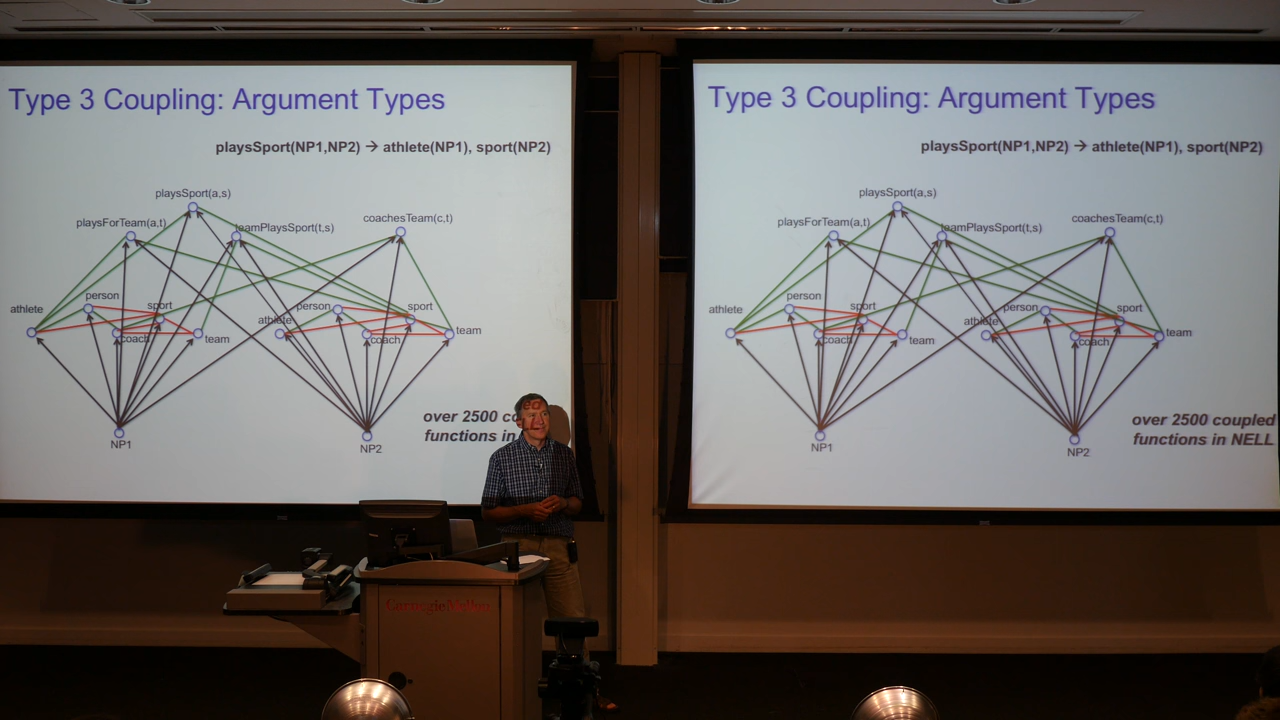 Type 3 Coupling: Argument Types
playsSport(NP1,NP2) → athlete(NP1), sport(NP2)
playsSport(a,s)
playsForTeam(a,t)
teamPlaysSport(t,s)
coachesTeam(c,t)
athlete
person
sport
coach
team
athlete
person
sport
coach
team
NP1
NP2
over 2500
functions in
Type 3 Coupling: Argument Types
playsSport(NP1,NP2) → athlete(NP1), sport(NP2)
playsSport(a,s)
playsForTeam(a,t)
teamPlaysSport(t,s)
coachesTeam(c,t)
athlete
person
sport
coach
team
athlete
person
sport
coach
team
NP1
NP2
over 2500 coupled
functions in NELL
Carnegie Mellon